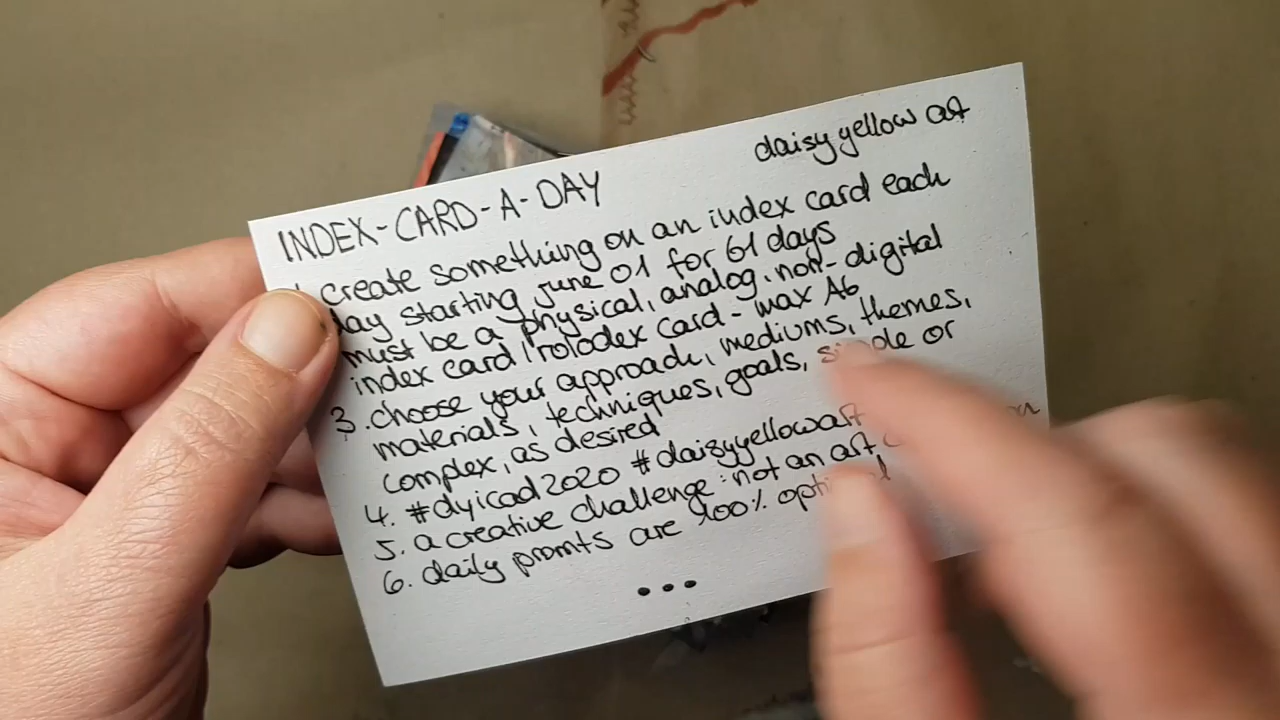 daisy yellow art
INDEX-CARD-A-DAY
create something on an index card each
day starting june 01 for 61 days
must be a physical, analog, non-digital
index card / rolodex card - max A6
3. choose your approach, mediums, themes,
materials, techniques, goals, or
complex, as desired
4. #dyicad2020 #daisyyellowart
5. a creative challenge: not an art,
6. daily promts are 100%
...